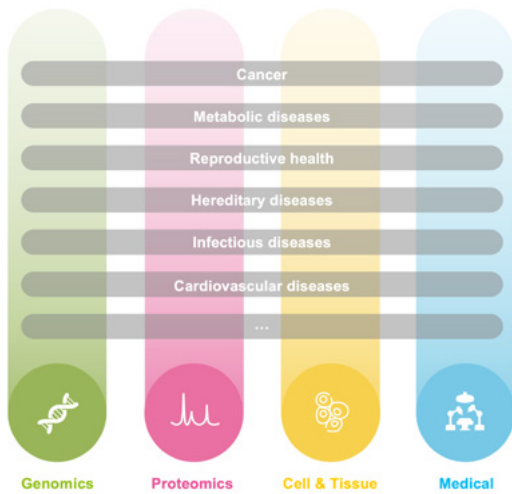 Cancer
Metabolic diseases
Reproductive health
Hereditary diseases
Infectious diseases
Cardiovascular diseases
...
Genomics Proteomics Cell & Tissue Medical